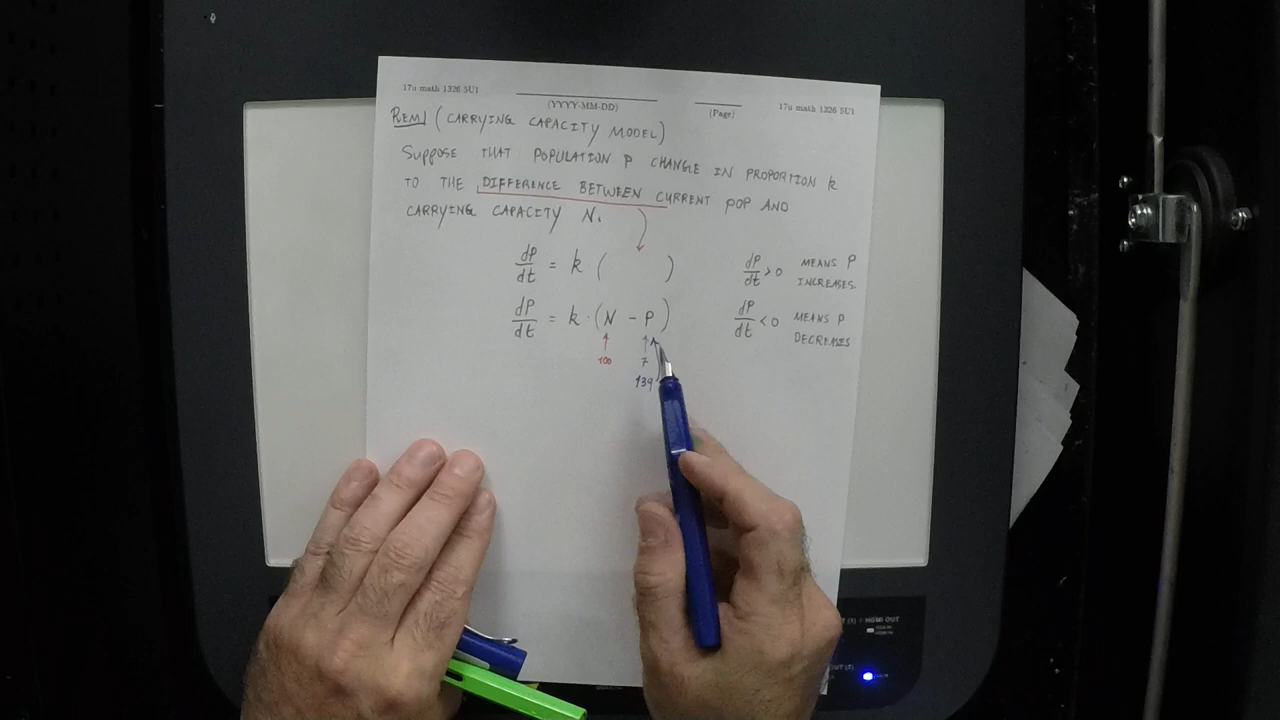 17u math 1326 5U1 (YYYY-MM-DD) (Page) 17u math 1326 5U1
REM (CARRYING CAPACITY MODEL)
SUPPOSE THAT POPULATION P CHANGE IN PROPORTION k
TO THE DIFFERENCE BETWEEN CURRENT POP AND
CARRYING CAPACITY N.
dP/dt = k ( )
dP/dt > 0 MEANS P
INCREASES.
dP/dt = k · (N - P)
dP/dt < 0 MEANS P
DECREASES
↑ ↑
100 7
139